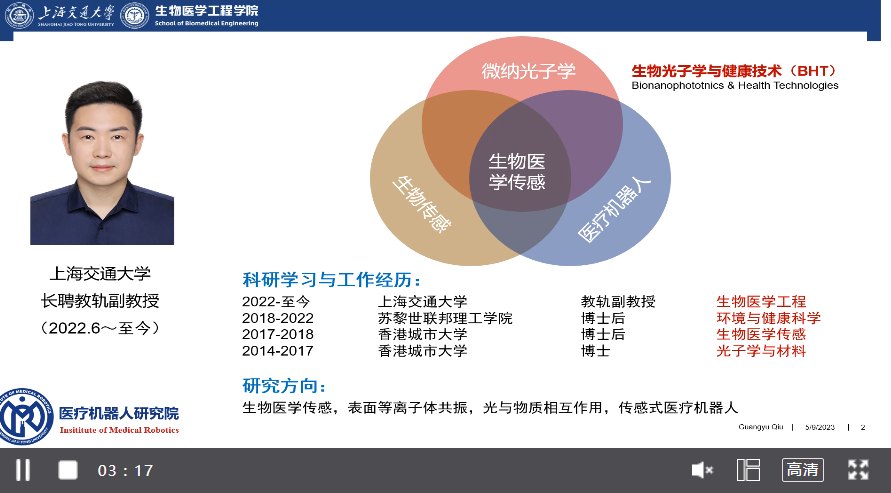 上海交通大学
SHANGHAI JIAO TONG UNIVERSITY
生物医学工程学院
School of Biomedical Engineering
微纳光子学
生物传感
医疗机器人
生物医
学传感
生物光子学与健康技术（BHT）
Bionanophototnics & Health Technologies
上海交通大学
长聘教轨副教授
（2022.6～至今）
科研学习与工作经历：
2022-至今 上海交通大学 教轨副教授 生物医学工程
2018-2022 苏黎世联邦理工学院 博士后 环境与健康科学
2017-2018 香港城市大学 博士后 生物医学传感
2014-2017 香港城市大学 博士 光子学与材料
研究方向：
生物医学传感，表面等离子体共振，光与物质相互作用，传感式医疗机器人
医疗机器人研究院
Insititute of Medical Robotics
Guangyu Qiu | 5/9/2023 | 2
03：17
高清